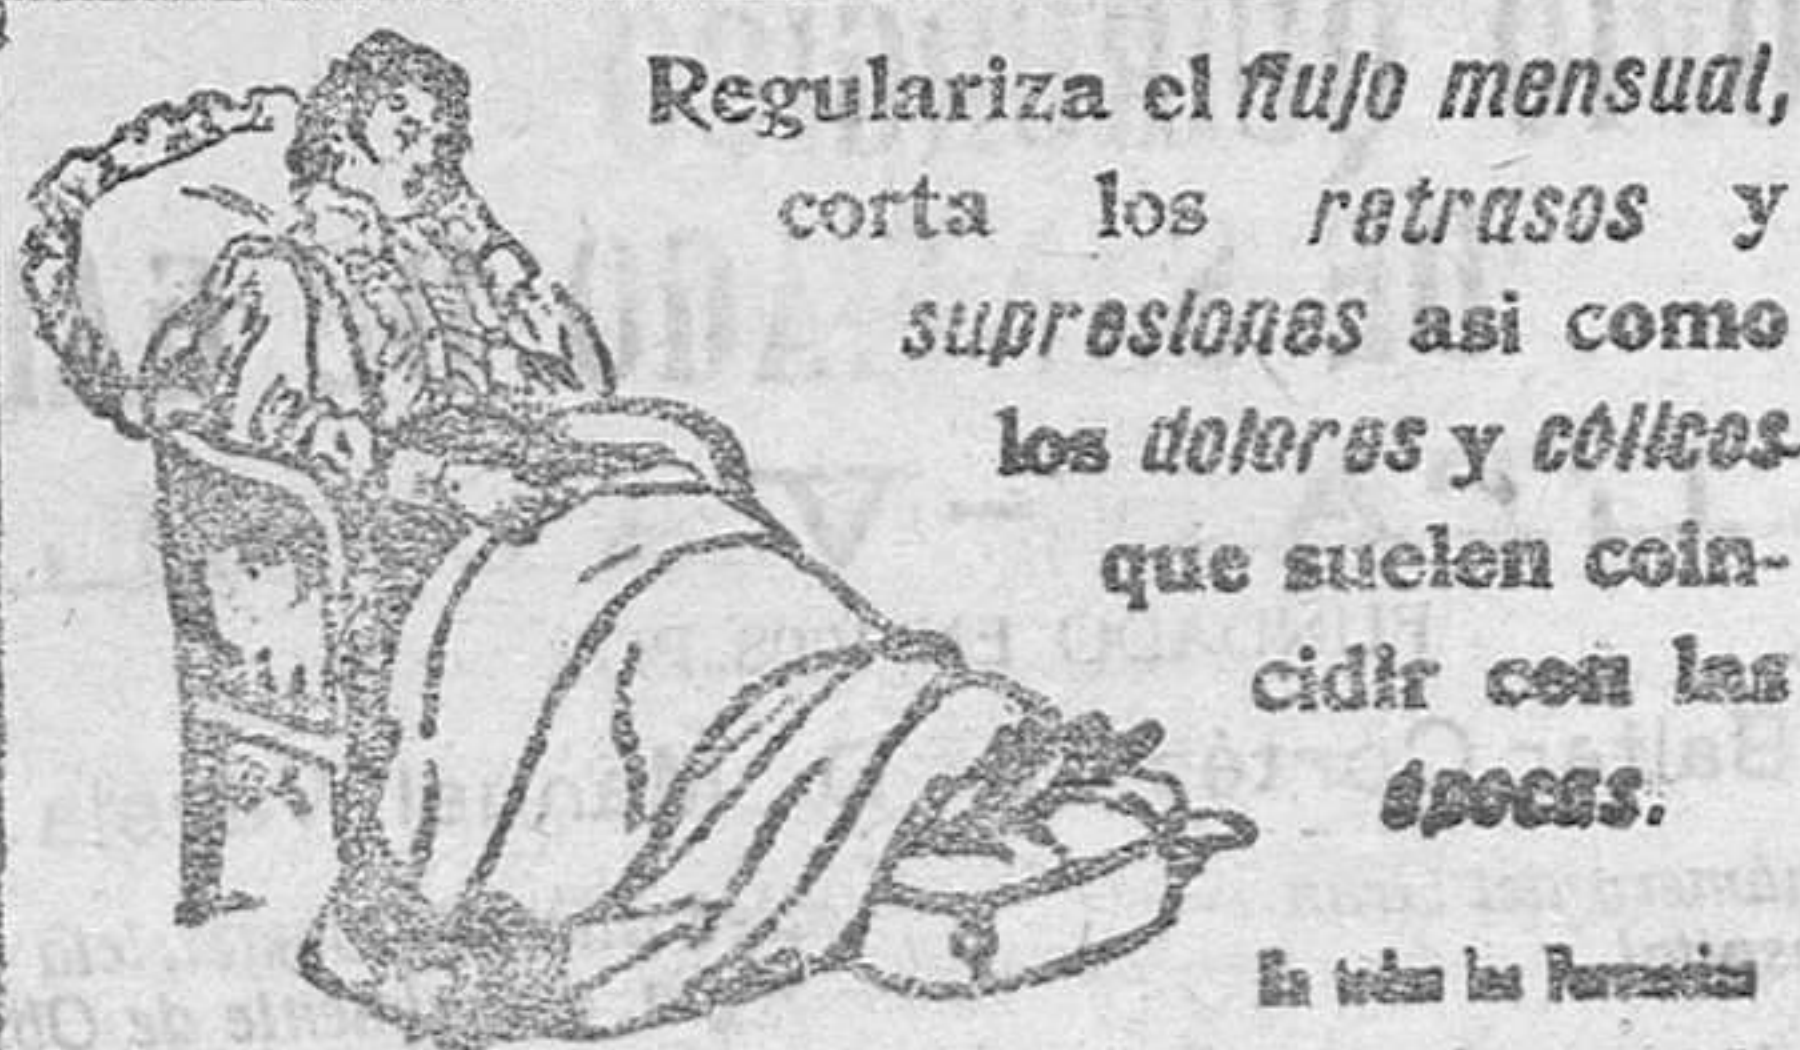 Regulariza el flujo mensual,
corta los retrasos y
supresiones asi como
los dolores y cólicos
que suelen coin-
cidir con las
épocas.
En todas las Farmacias